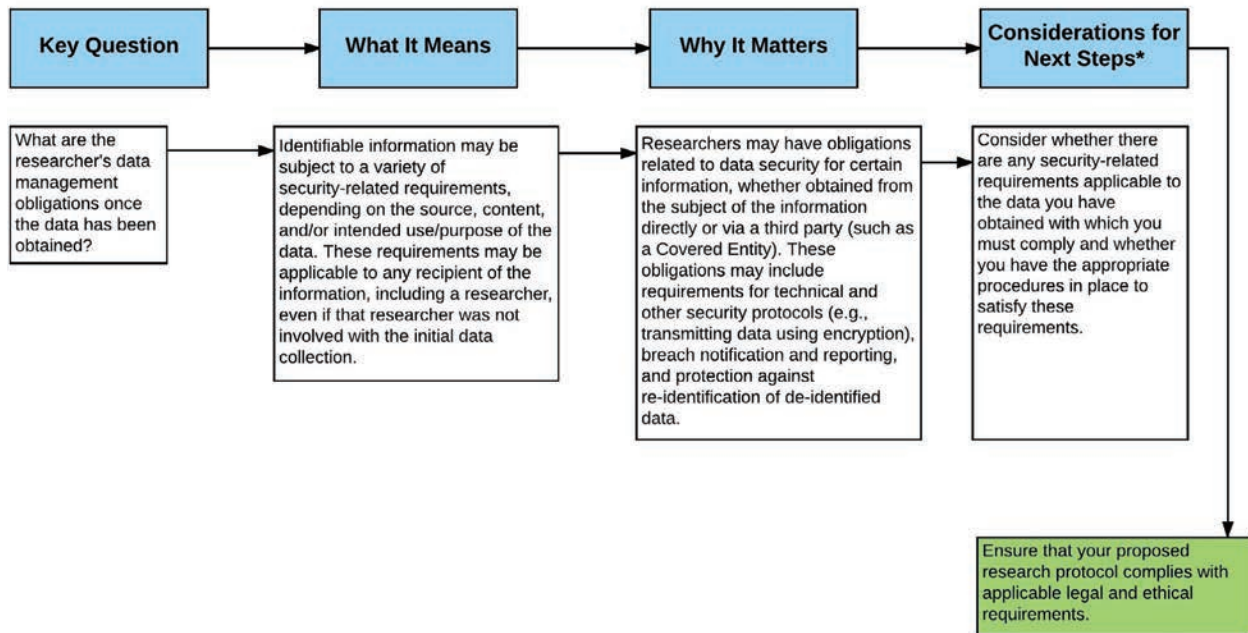 Key Question
What It Means
Why It Matters
Considerations for
Next Steps*
What are the
researcher's data
management
obligations once
the data has been
obtained?
Identifiable information may be
subject to a variety of
security-related requirements,
depending on the source, content,
and/or intended use/purpose of the
data. These requirements may be
applicable to any recipient of the
information, including a researcher,
even if that researcher was not
involved with the initial data
collection.
Researchers may have obligations
related to data security for certain
information, whether obtained from
the subject of the information
directly or via a third party (such as
a Covered Entity). These
obligations may include
requirements for technical and
other security protocols (e.g.,
transmitting data using encryption),
breach notification and reporting,
and protection against
re-identification of de-identified
data.
Consider whether there
are any security-related
requirements applicable to
the data you have
obtained with which you
must comply and whether
you have the appropriate
procedures in place to
satisfy these
requirements.
Ensure that your proposed
research protocol complies with
applicable legal and ethical
requirements.